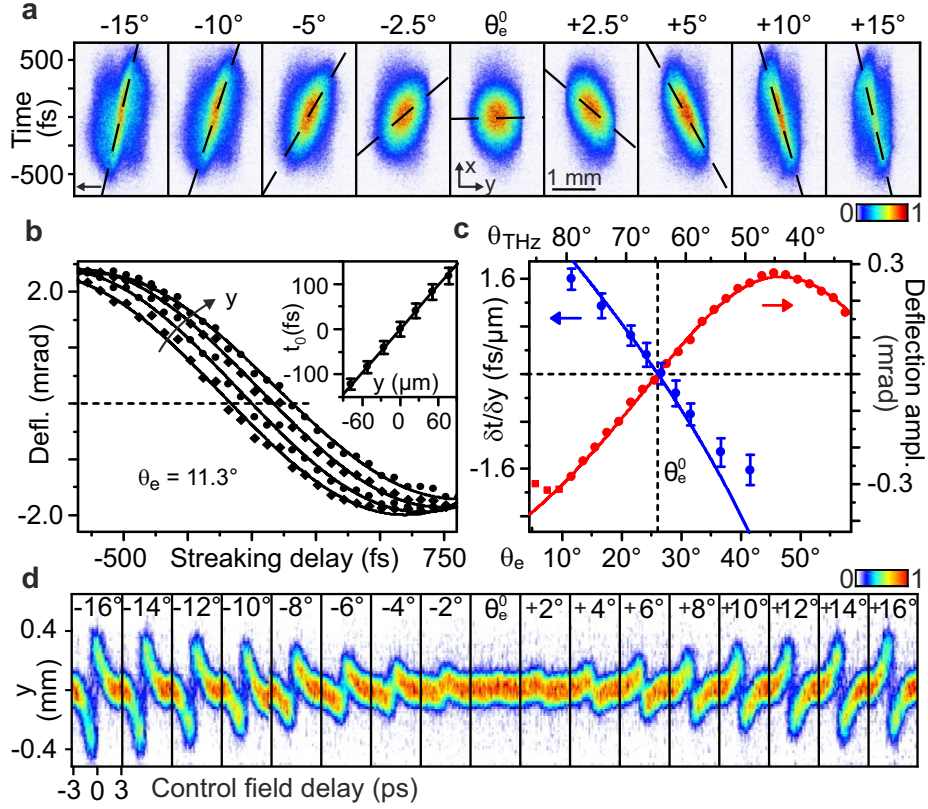 a
-15° -10° -5° -2.5° θe⁰ +2.5° +5° +10° +15°
500
0
-500
Time (fs)
x
y
1 mm
0 1
b
2.0
0
-2.0
Defl. (mrad)
y
θe = 11.3°
-500 Streaking delay (fs) 750
t0(fs)
100
0
-100
-60 0 60
y (μm)
c
θTHz 80° 70° 60° 50° 40°
1.6
-1.6
δt/δy (fs/μm)
0.3
0
-0.3
Deflection ampl. (mrad)
θe⁰
θe 10° 20° 30° 40° 50°
d
0 1
-16° -14° -12° -10° -8° -6° -4° -2° θe⁰ +2° +4° +6° +8° +10° +12° +14° +16°
0.4
-0.4
y (mm)
-3 0 3 Control field delay (ps)